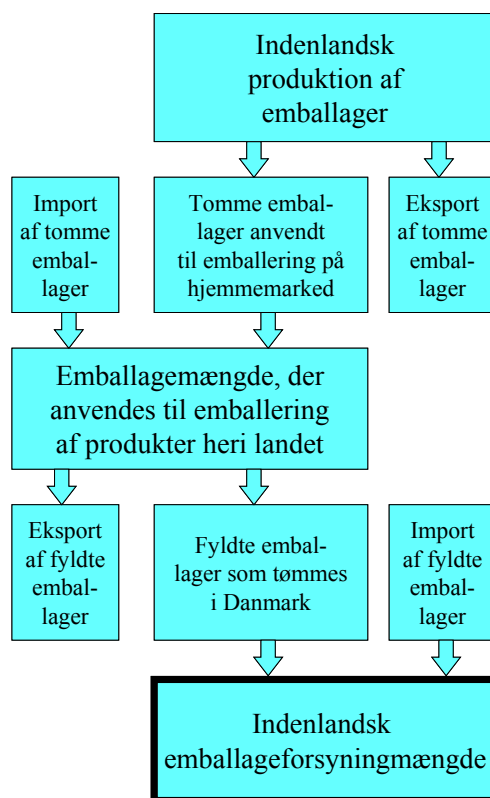 Indenlandsk
produktion af
emballager
Import
af tomme
embal-
lager
Tomme embal-
lager anvendt
til emballering på
hjemmemarked
Eksport
af tomme
embal-
lager
Emballagemængde, der
anvendes til emballering
af produkter heri landet
Eksport
af fyldte
embal-
lager
Fyldte embal-
lager som tømmes
i Danmark
Import
af fyldte
embal-
lager
Indenlandsk
emballageforsyningmængde